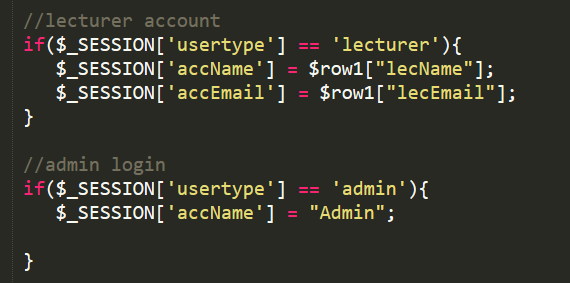 //lecturer account
if($_SESSION['usertype'] == 'lecturer'){
$_SESSION['accName'] = $row1["lecName"];
$_SESSION['accEmail'] = $row1["lecEmail"];
}
//admin login
if($_SESSION['usertype'] == 'admin'){
$_SESSION['accName'] = "Admin";
}